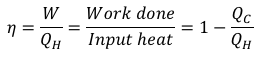 η = W/Q_H = Work done/Input heat = 1 − Q_C/Q_H